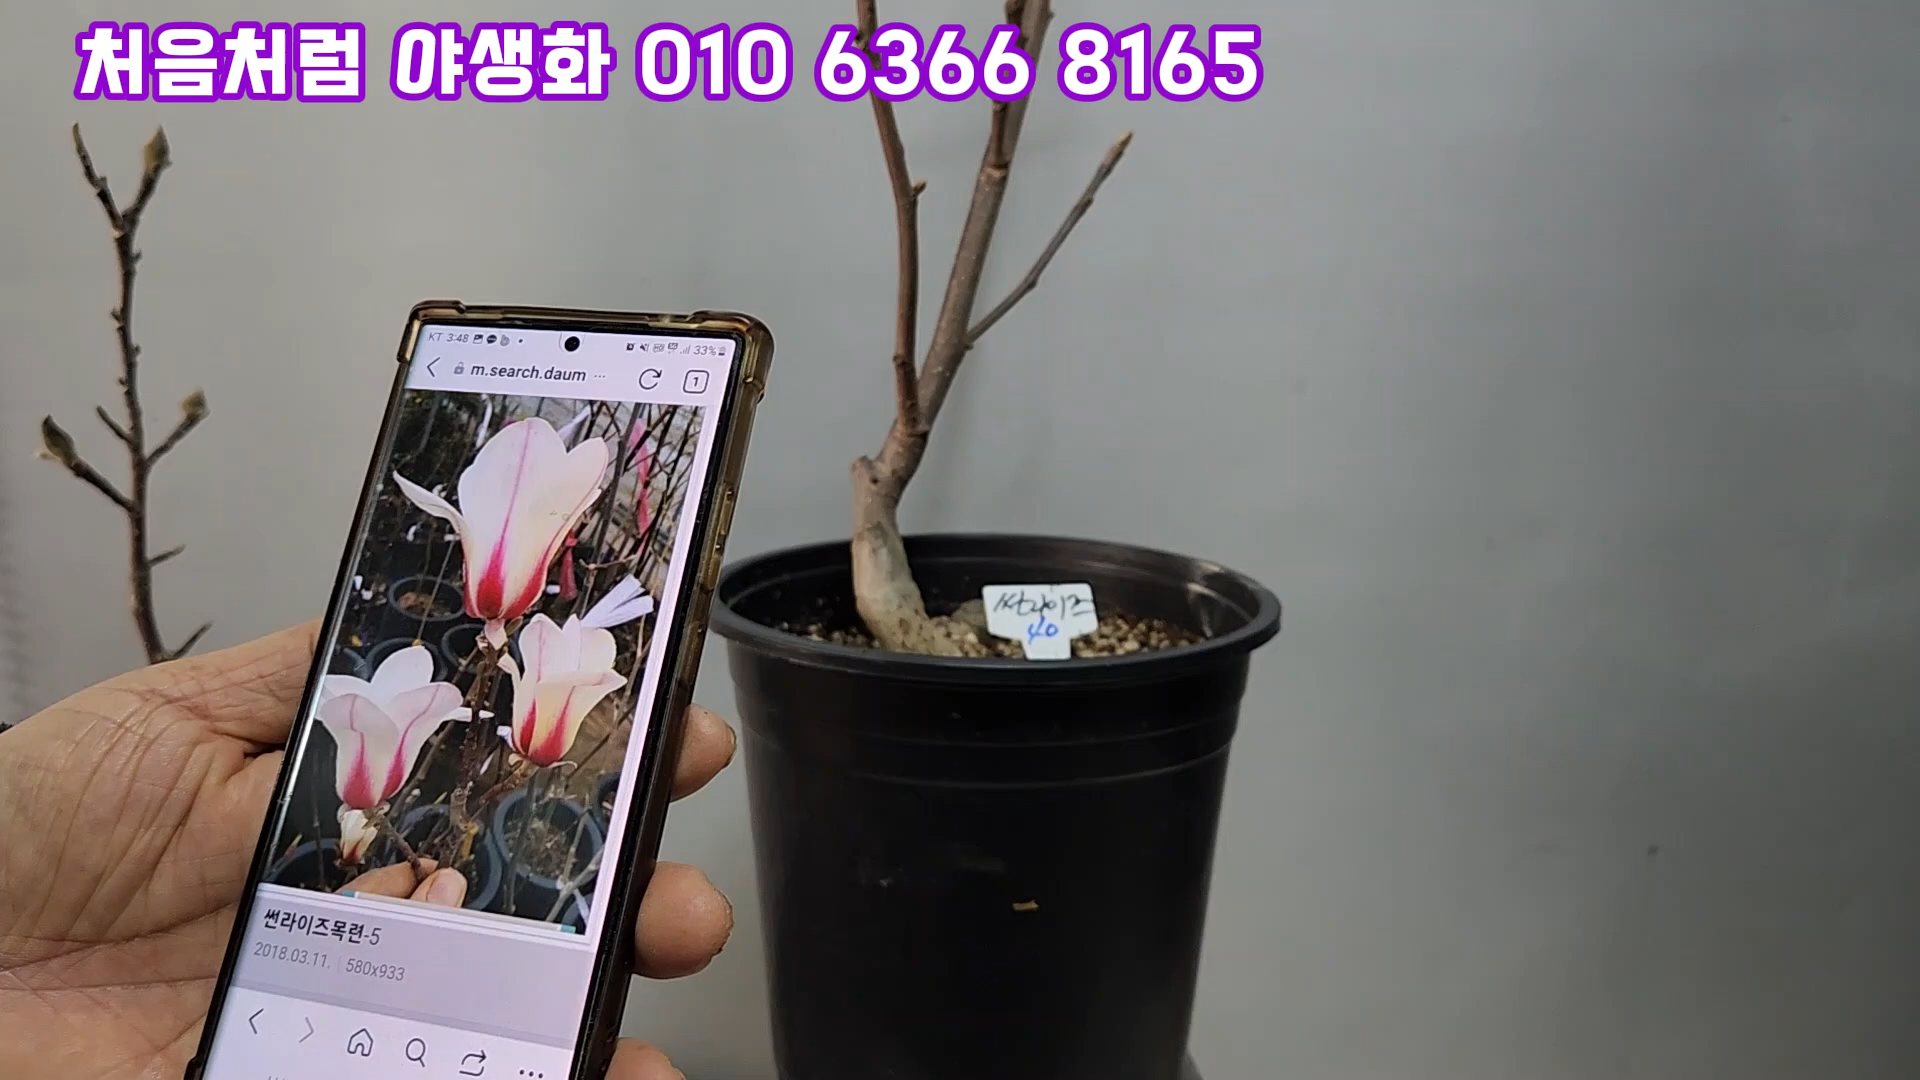 처음처럼 야생화 010 6366 8165
KT 3:48
33%
m.search.daum ...
1
썬라이즈목련-5
2018.03.11. | 580x933
썬라이즈
40